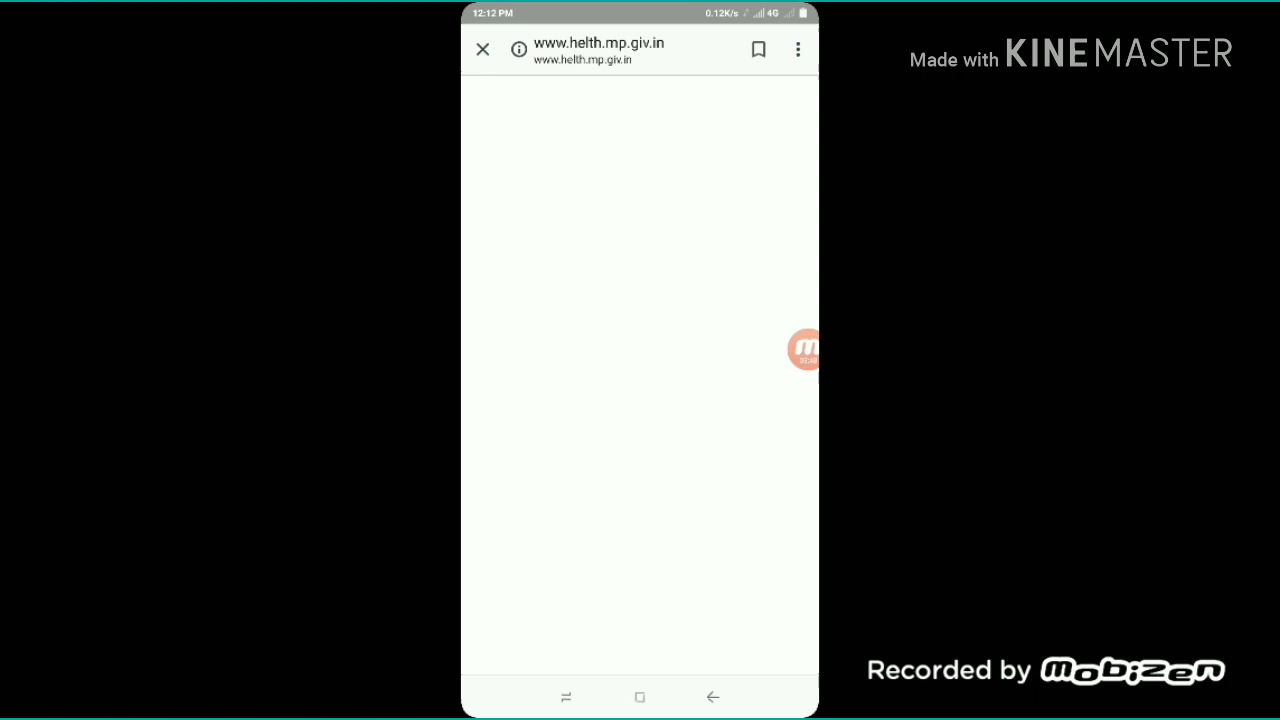 12:12 PM
0.12K/s 4G
www.helth.mp.giv.in
www.helth.mp.giv.in
Made with KINEMASTER
Recorded by mobizen